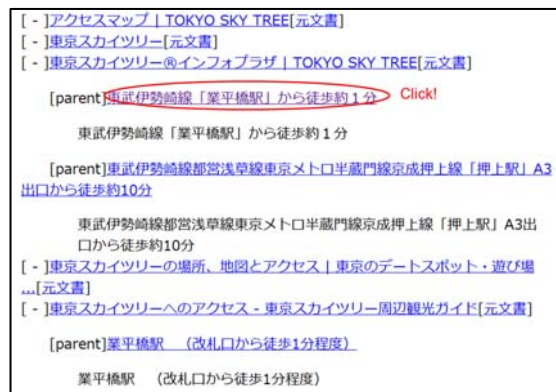 [ - ]アクセスマップ | TOKYO SKY TREE[元文書]
[ - ]東京スカイツリー[元文書]
[ - ]東京スカイツリー®インフォプラザ | TOKYO SKY TREE[元文書]
[parent]東武伊勢崎線「業平橋駅」から徒歩約１分 Click!
東武伊勢崎線「業平橋駅」から徒歩約１分
[parent]東武伊勢崎線都営浅草線東京メトロ半蔵門線京成押上線「押上駅」A3
出口から徒歩約10分
東武伊勢崎線都営浅草線東京メトロ半蔵門線京成押上線「押上駅」A3出
口から徒歩約10分
[ - ]東京スカイツリーの場所、地図とアクセス | 東京のデートスポット・遊び場
...[元文書]
[ - ]東京スカイツリーへのアクセス - 東京スカイツリー周辺観光ガイド[元文書]
[parent]業平橋駅　（改札口から徒歩1分程度）
業平橋駅　（改札口から徒歩1分程度）